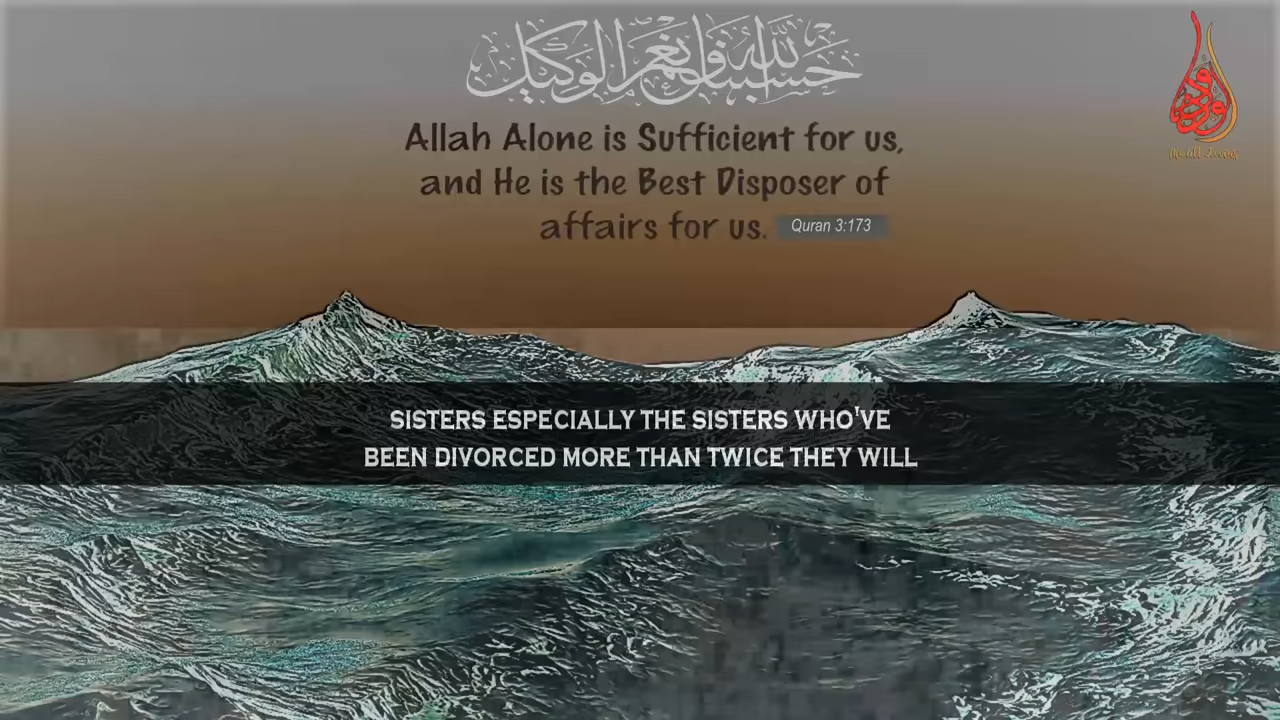 حسبنا الله ونعم الوكيل
Allah Alone is Sufficient for us,
and He is the Best Disposer of
affairs for us.
Quran 3:173
SISTERS ESPECIALLY THE SISTERS WHO'VE
BEEN DIVORCED MORE THAN TWICE THEY WILL